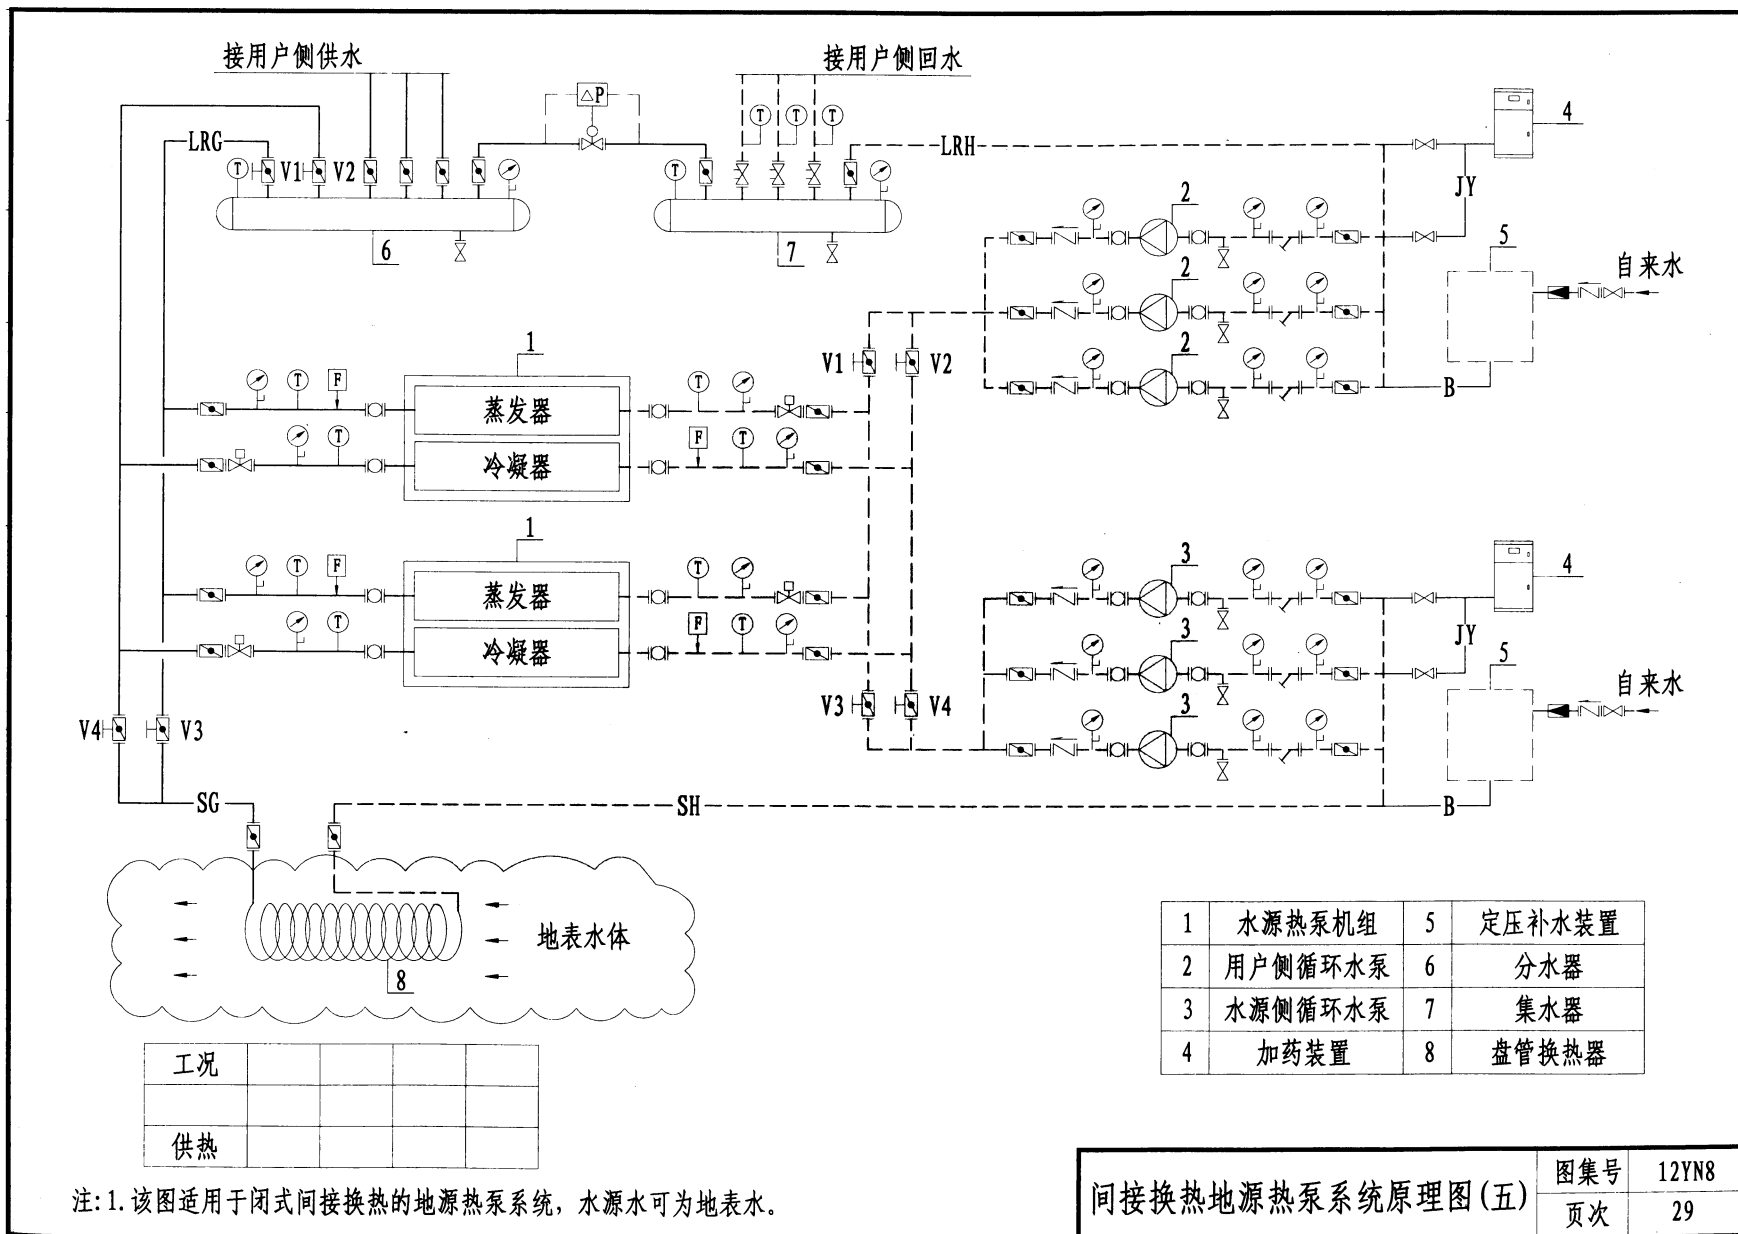 接用户侧供水
接用户侧回水
△P
4
LRG
T
V1
V2
T
T
T
T
LRH
JY
6
7
2
5
自来水
2
2
B
1
V1
V2
T
F
蒸发器
T
T
冷凝器
F
T
1
T
F
蒸发器
T
T
冷凝器
F
T
V4
V3
V3
V4
3
4
3
JY
5
自来水
3
SG
SH
B
地表水体
8
1 水源热泵机组 5 定压补水装置
2 用户侧循环水泵 6 分水器
3 水源侧循环水泵 7 集水器
4 加药装置 8 盘管换热器
工况
供热
注:1.该图适用于闭式间接换热的地源热泵系统，水源水可为地表水。
间接换热地源热泵系统原理图(五)
图集号 12YN8
页次 29